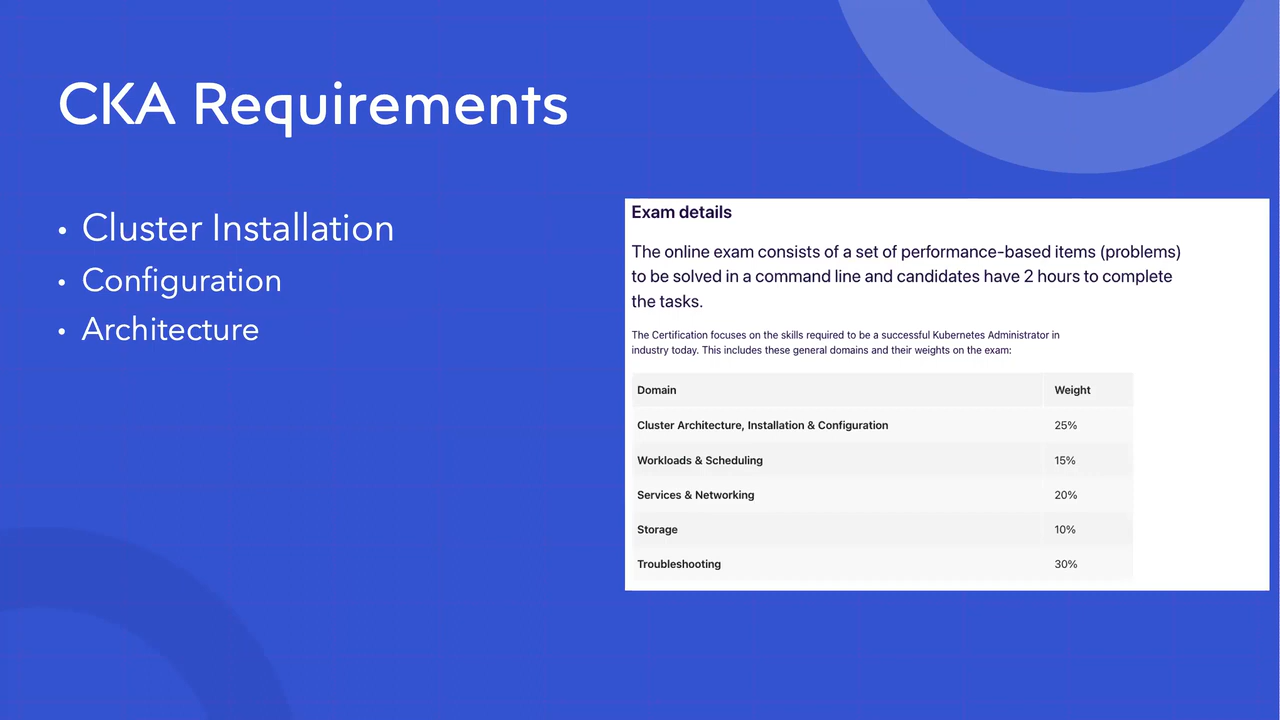 CKA Requirements
• Cluster Installation
• Configuration
• Architecture
Exam details
The online exam consists of a set of performance-based items (problems)
to be solved in a command line and candidates have 2 hours to complete
the tasks.
The Certification focuses on the skills required to be a successful Kubernetes Administrator in
industry today. This includes these general domains and their weights on the exam:
Domain Weight
Cluster Architecture, Installation & Configuration 25%
Workloads & Scheduling 15%
Services & Networking 20%
Storage 10%
Troubleshooting 30%